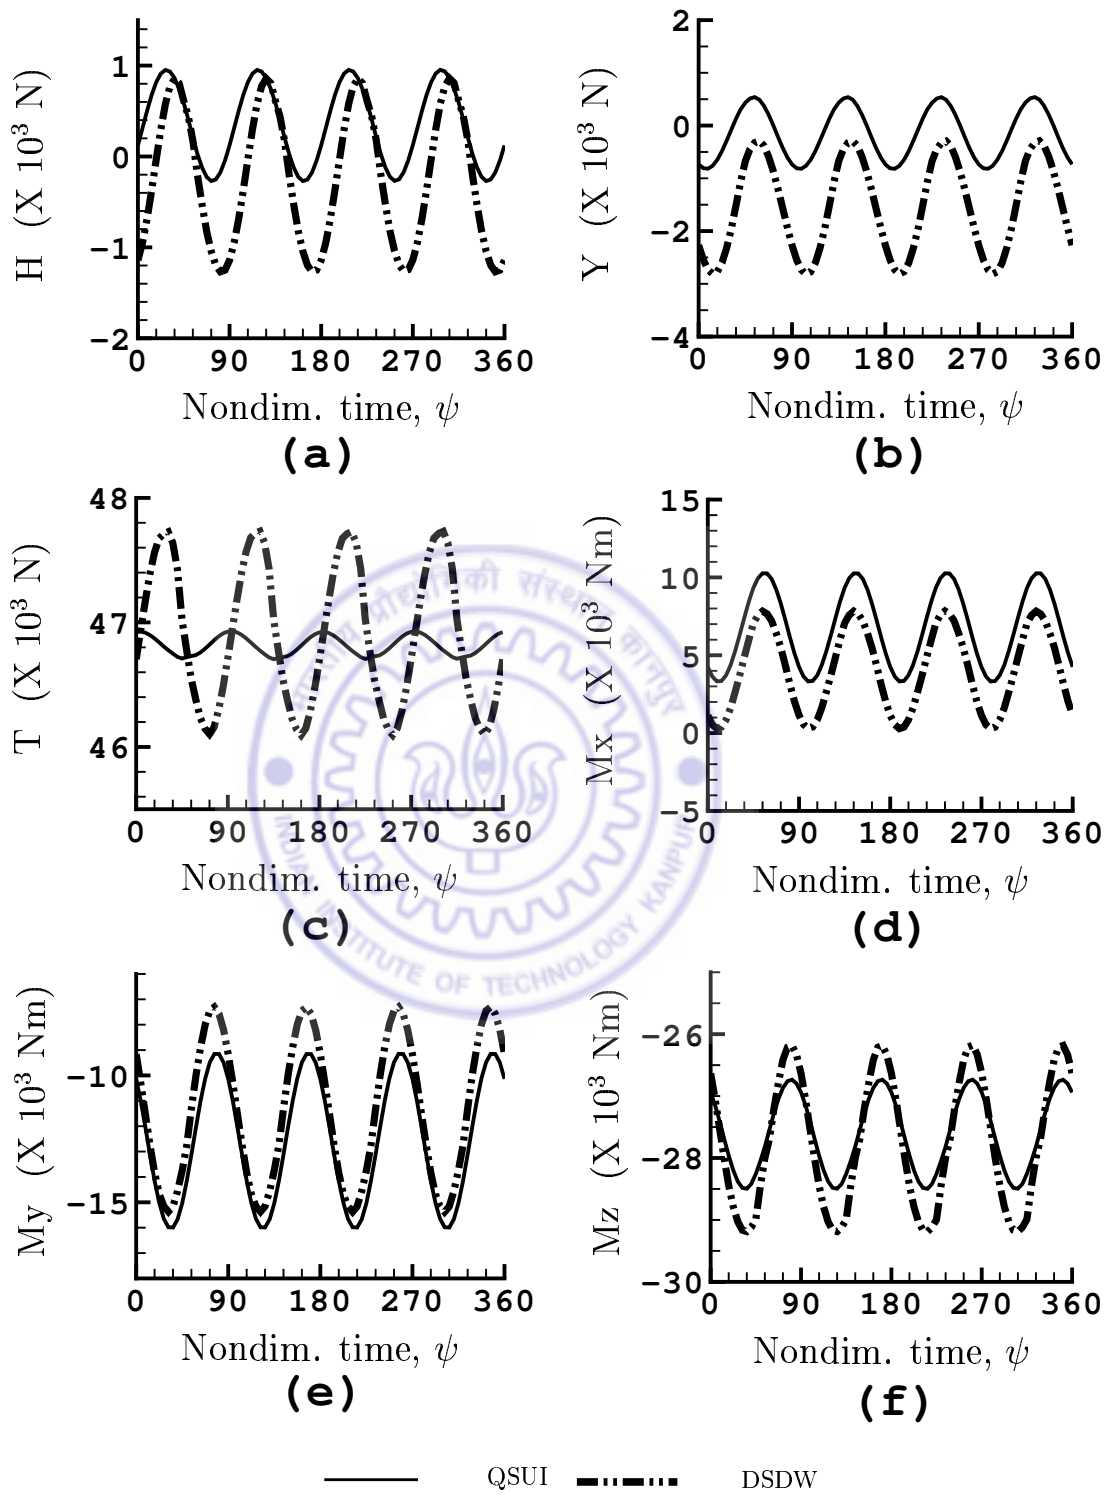 H (X 10³ N)
1
0
−1
−2
0 90 180 270 360
Nondim. time, ψ
(a)
Y (X 10³ N)
2
0
−2
−4
0 90 180 270 360
Nondim. time, ψ
(b)
T (X 10³ N)
48
47
46
0 90 180 270 360
Nondim. time, ψ
(c)
Mx (X 10³ Nm)
15
10
5
0
−5
0 90 180 270 360
Nondim. time, ψ
(d)
My (X 10³ Nm)
−10
−15
0 90 180 270 360
Nondim. time, ψ
(e)
Mz (X 10³ Nm)
−26
−28
−30
0 90 180 270 360
Nondim. time, ψ
(f)
QSUI DSDW
भारतीय प्रौद्योगिकी संस्थान कानपुर
INDIAN INSTITUTE OF TECHNOLOGY KANPUR